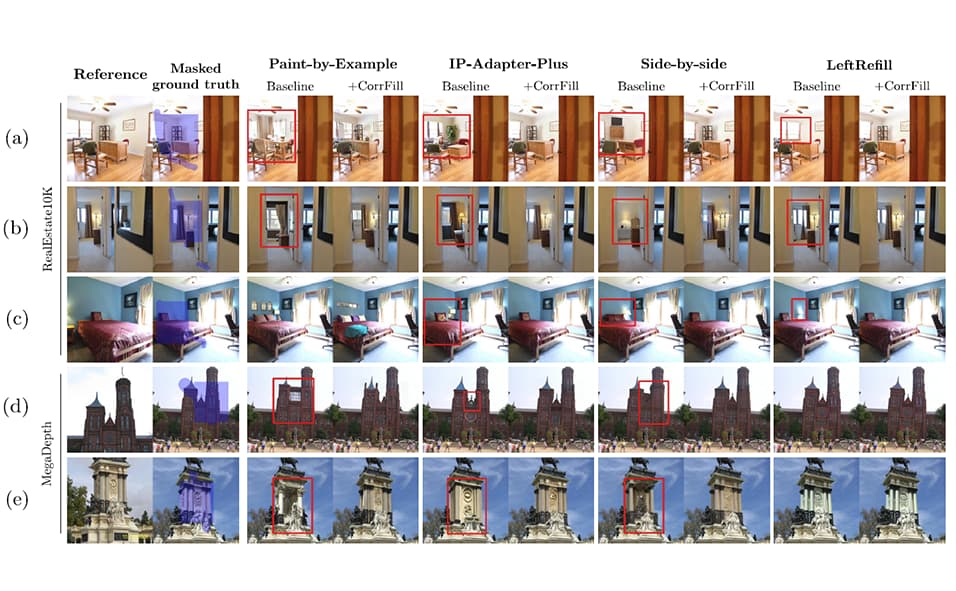 Reference
Masked
ground truth
Paint-by-Example
IP-Adapter-Plus
Side-by-side
LeftRefill
Baseline
+CorrFill
Baseline
+CorrFill
Baseline
+CorrFill
Baseline
+CorrFill
(a)
(b)
(c)
(d)
(e)
RealEstate10K
MegaDepth